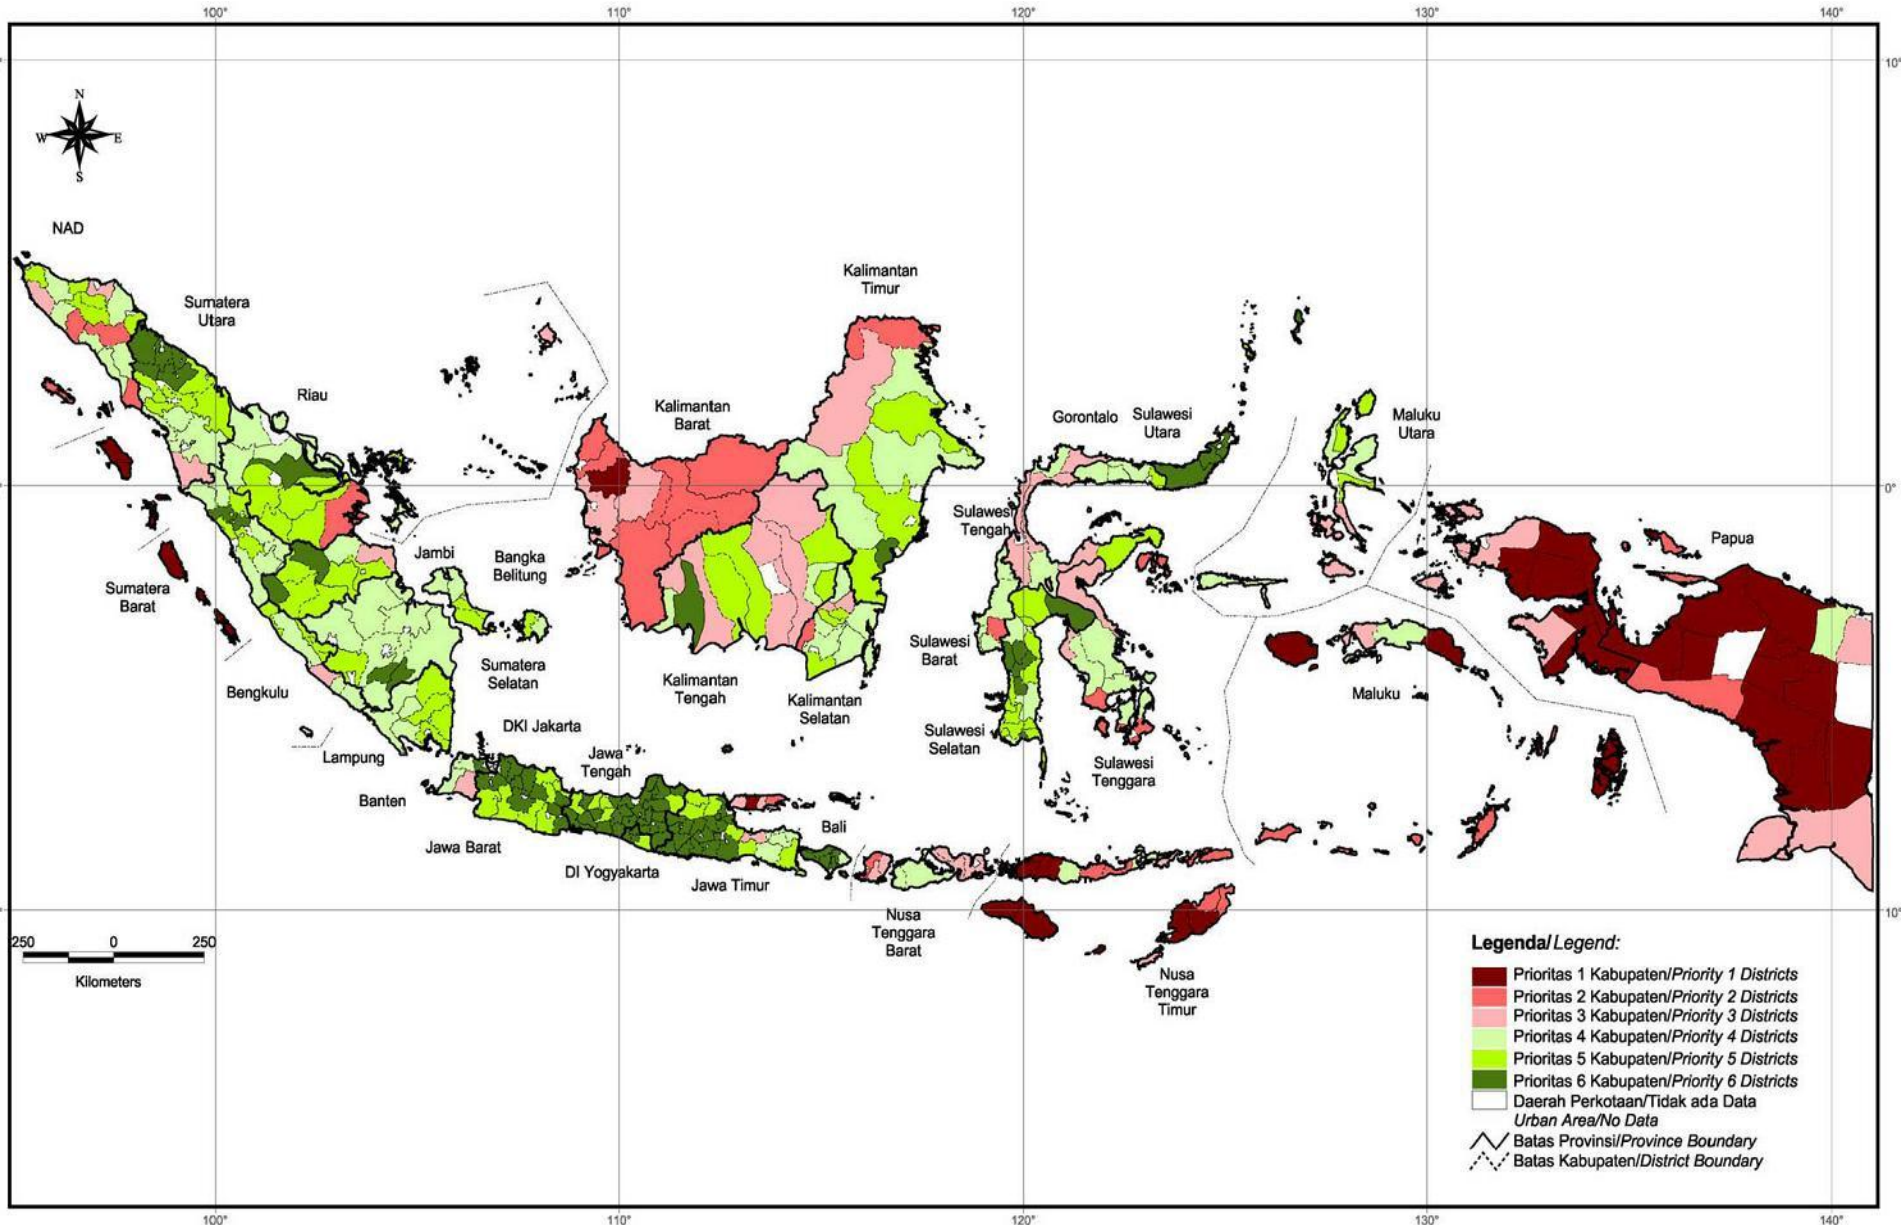 100°
110°
120°
130°
140°
10°
N
W
E
S
NAD
Sumatera
Utara
Kalimantan
Timur
Riau
Kalimantan
Barat
Gorontalo
Sulawesi
Utara
Maluku
Utara
0°
Sulawesi
Tengah
Papua
Jambi
Bangka
Belitung
Sumatera
Barat
Sulawesi
Barat
Sumatera
Selatan
Bengkulu
Kalimantan
Tengah
Kalimantan
Selatan
Maluku
DKI Jakarta
Sulawesi
Selatan
Lampung
Jawa
Tengah
Sulawesi
Tenggara
Banten
Bali
Jawa Barat
DI Yogyakarta
Jawa Timur
Nusa
Tenggara
Barat
10°
250 0 250
Kilometers
Nusa
Tenggara
Timur
Legenda/Legend:
Prioritas 1 Kabupaten/Priority 1 Districts
Prioritas 2 Kabupaten/Priority 2 Districts
Prioritas 3 Kabupaten/Priority 3 Districts
Prioritas 4 Kabupaten/Priority 4 Districts
Prioritas 5 Kabupaten/Priority 5 Districts
Prioritas 6 Kabupaten/Priority 6 Districts
Daerah Perkotaan/Tidak ada Data
Urban Area/No Data
Batas Provinsi/Province Boundary
Batas Kabupaten/District Boundary
100°
110°
120°
130°
140°